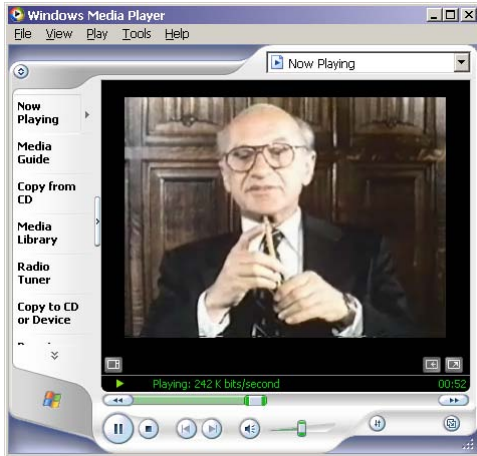 Windows Media Player
File View Play Tools Help
Now Playing
Now
Playing
Media
Guide
Copy from
CD
Media
Library
Radio
Tuner
Copy to CD
or Device
Playing: 242 K bits/second
00:52